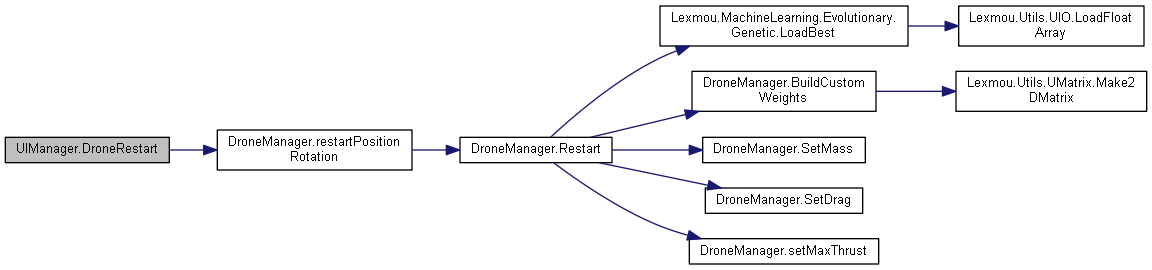 UIManager.DroneRestart
DroneManager.restartPosition
Rotation
DroneManager.Restart
Lexmou.MachineLearning.Evolutionary.
Genetic.LoadBest
Lexmou.Utils.UIO.LoadFloat
Array
DroneManager.BuildCustom
Weights
Lexmou.Utils.UMatrix.Make2
DMatrix
DroneManager.SetMass
DroneManager.SetDrag
DroneManager.setMaxThrust